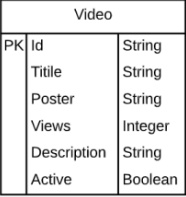 Video
PK Id String
Titile String
Poster String
Views Integer
Description String
Active Boolean